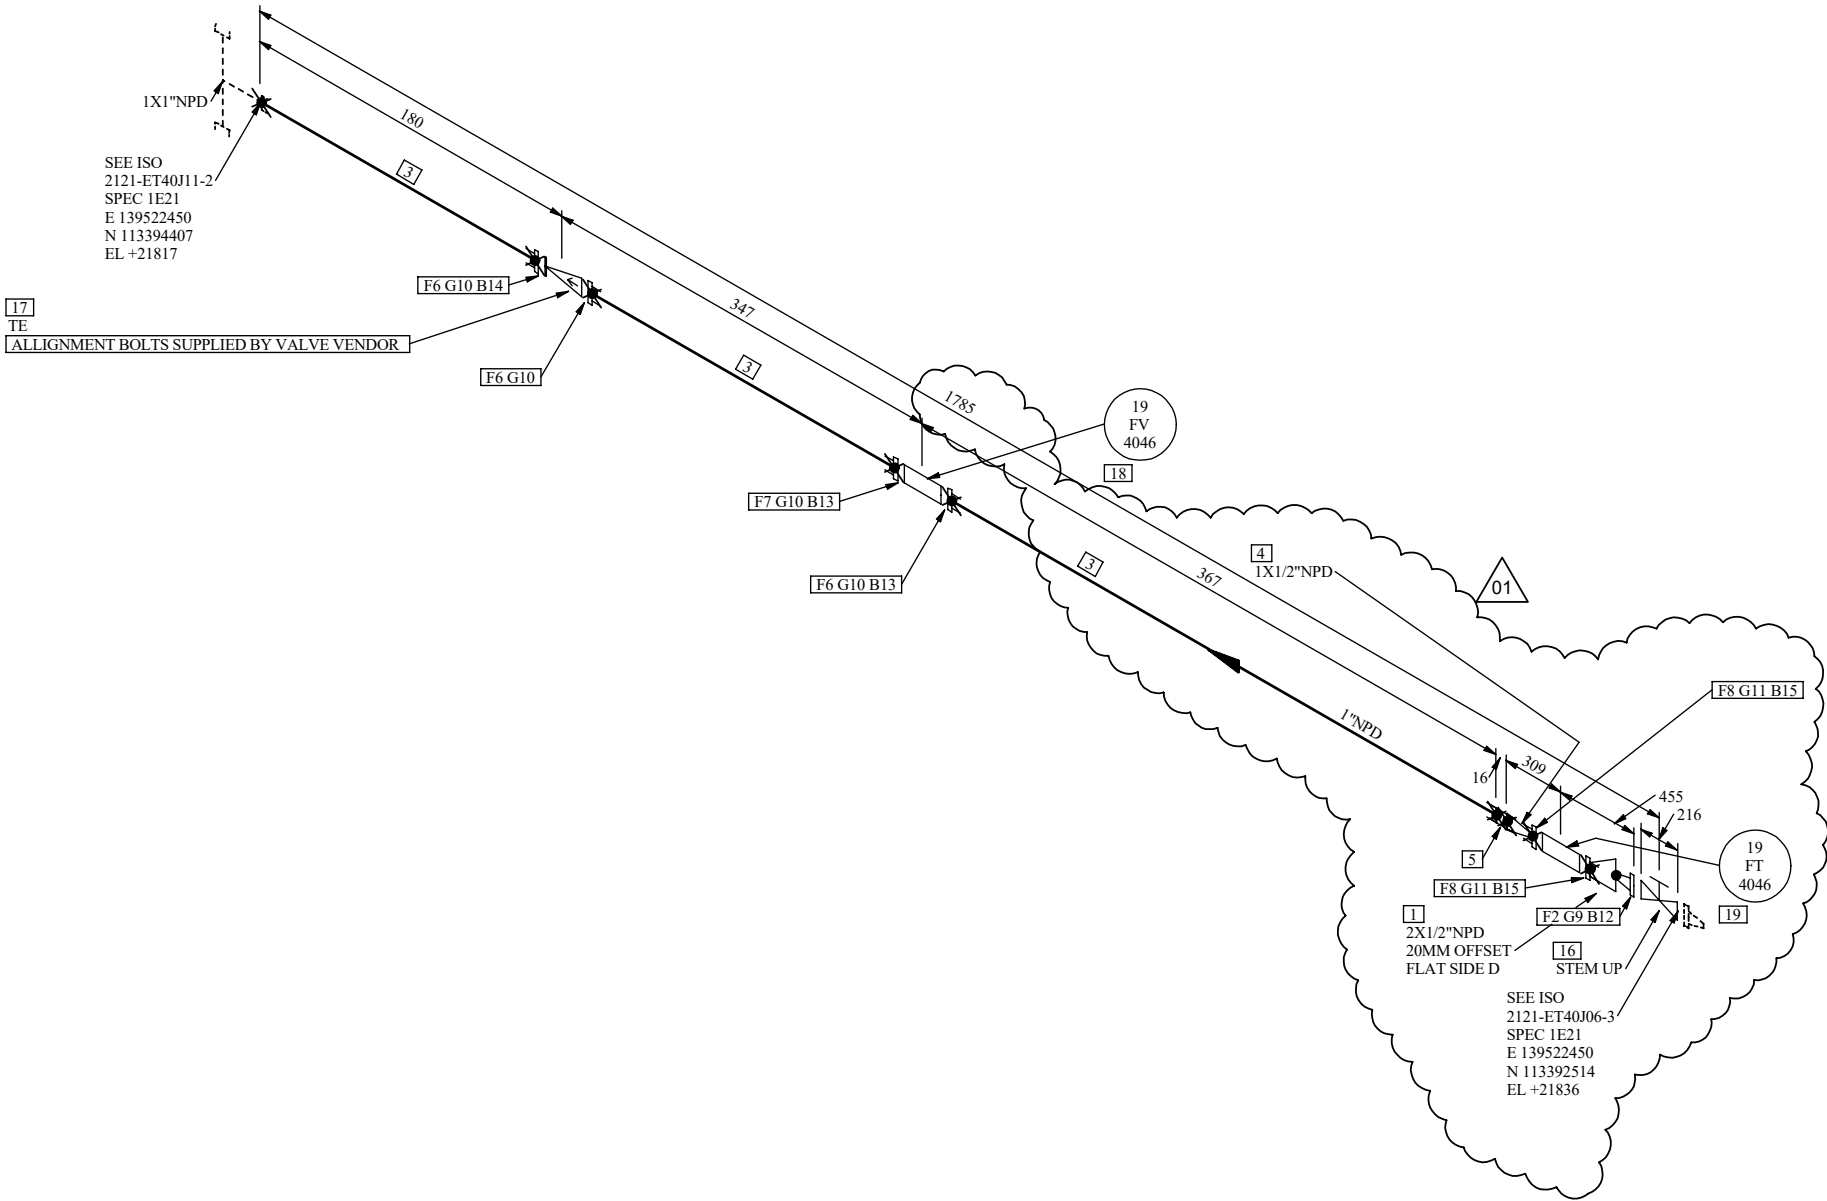 1X1"NPD
180
3
SEE ISO
2121-ET40J11-2
SPEC 1E21
E 139522450
N 113394407
EL +21817
F6 G10 B14
17
TE
ALLIGNMENT BOLTS SUPPLIED BY VALVE VENDOR
F6 G10
347
3
1785
19
FV
4046
18
F7 G10 B13
F6 G10 B13
3
367
4
1X1/2"NPD
01
F8 G11 B15
1"NPD
16
309
455
216
5
F8 G11 B15
19
FT
4046
19
1
2X1/2"NPD
20MM OFFSET
FLAT SIDE D
F2 G9 B12
16
STEM UP
SEE ISO
2121-ET40J06-3
SPEC 1E21
E 139522450
N 113392514
EL +21836